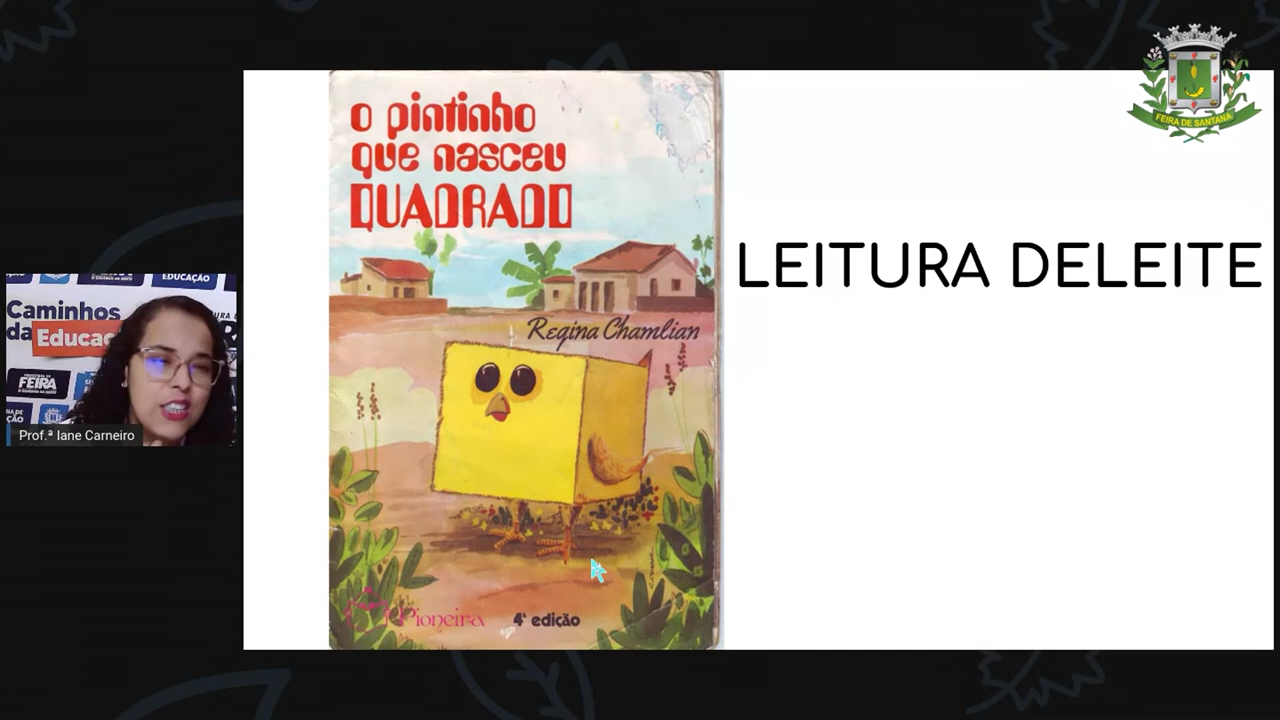 FEIRA DE SANTANA
o pintinho
que nasceu
QUADRADO
LEITURA DELEITE
Regina Chamlian
Pioneira
4ª edição
EDUCAÇÃO
Caminhos
da Educaç
FEIRA
Prof.ª Iane Carneiro